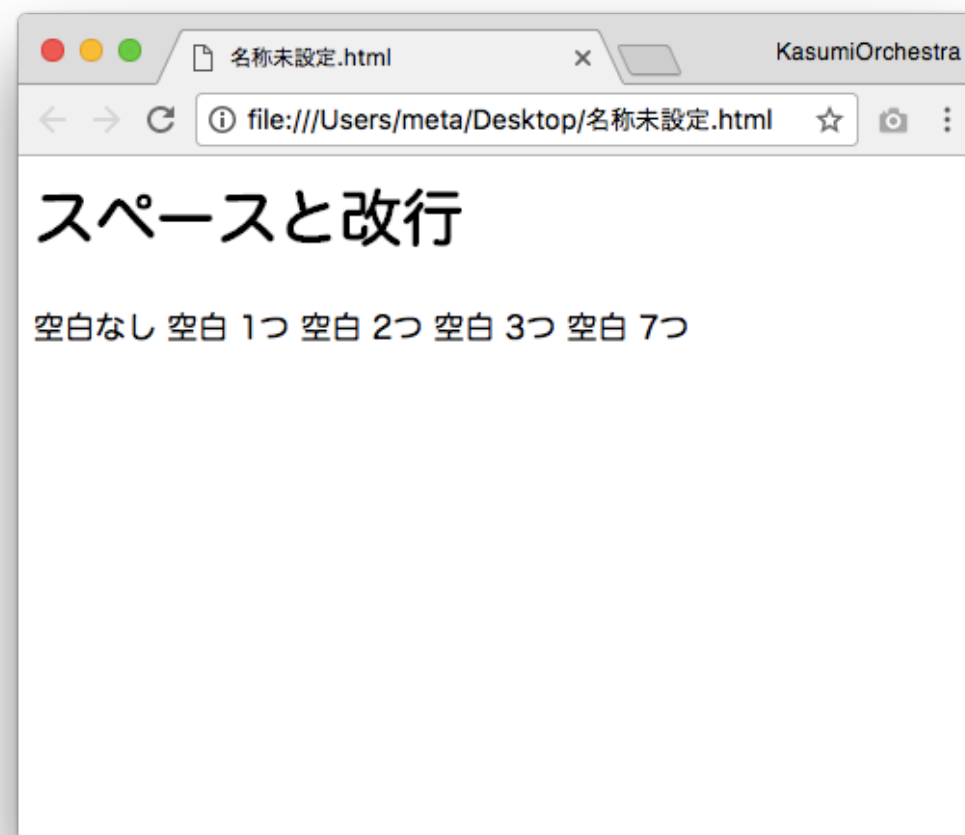 名称未設定.html
KasumiOrchestra
file:///Users/meta/Desktop/名称未設定.html
スペースと改行
空白なし 空白 1つ 空白 2つ 空白 3つ 空白 7つ